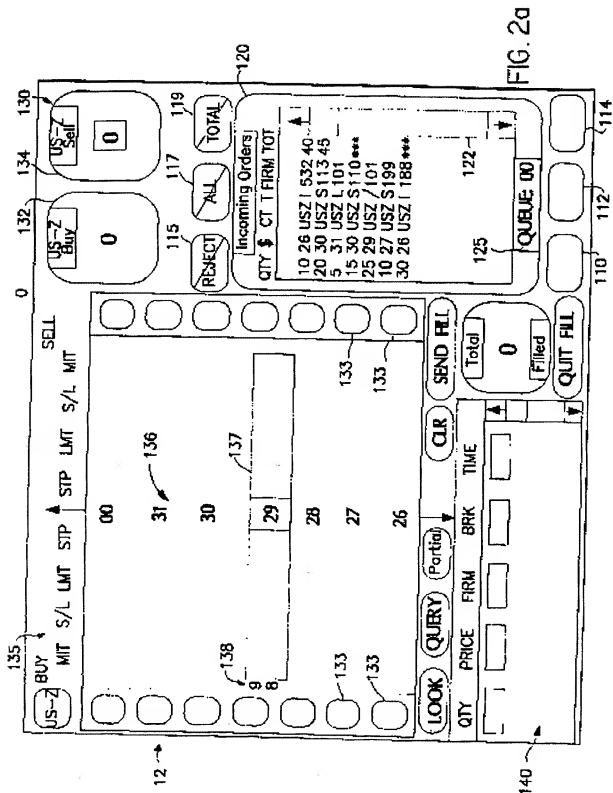 0
132
134
130
135
US-Z
BUY
SELL
MIT S/L LMT STP STP LMT S/L MIT
US-Z
Buy
0
US-Z
Sell
0
115
117
119
REJECT
ALL
TOTAL
120
12
138
9
8
136
137
00
31
30
29
28
27
26
133
133
133
133
Incoming Orders
QTY $ CT T FIRM TOT
10 26 USZ I 532 40
20 30 USZ S113 45
5 31 USZ L101
15 30 USZ S110***
25 29 USZ /101
10 27 USZ S199
30 26 USZ I 188***
122
125
QUEUE: 00
LOOK
QUERY
Partial
CLR
SEND FILL
QTY PRICE FIRM BRK TIME
Total
0
Filled
QUIT FILL
140
110
112
114
FIG. 2a